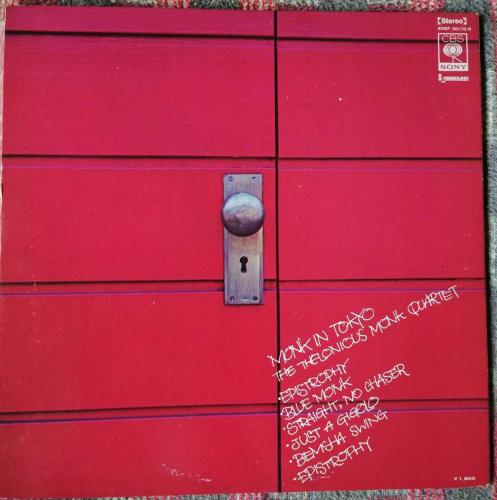 [Stereo]
CBS
SONY
MONK IN TOKYO
THE THELONIOUS MONK QUARTET
•EPISTROPHY
•BLUE MONK
•STRAIGHT, NO CHASER
•JUST A GIGOLO
•BEMSHA SWING
•EPISTROPHY
¥1,800